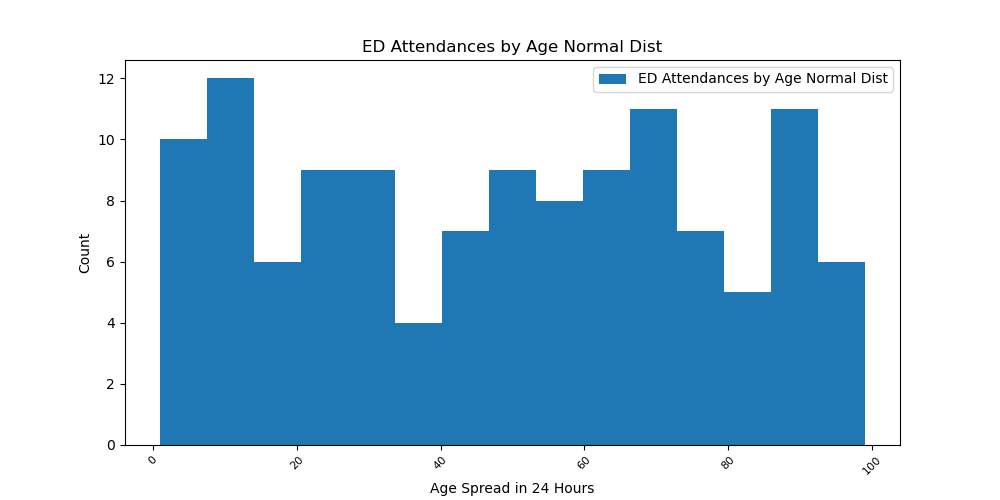 ED Attendances by Age Normal Dist
ED Attendances by Age Normal Dist
12
10
8
6
4
2
0
Count
0 20 40 60 80 100
Age Spread in 24 Hours